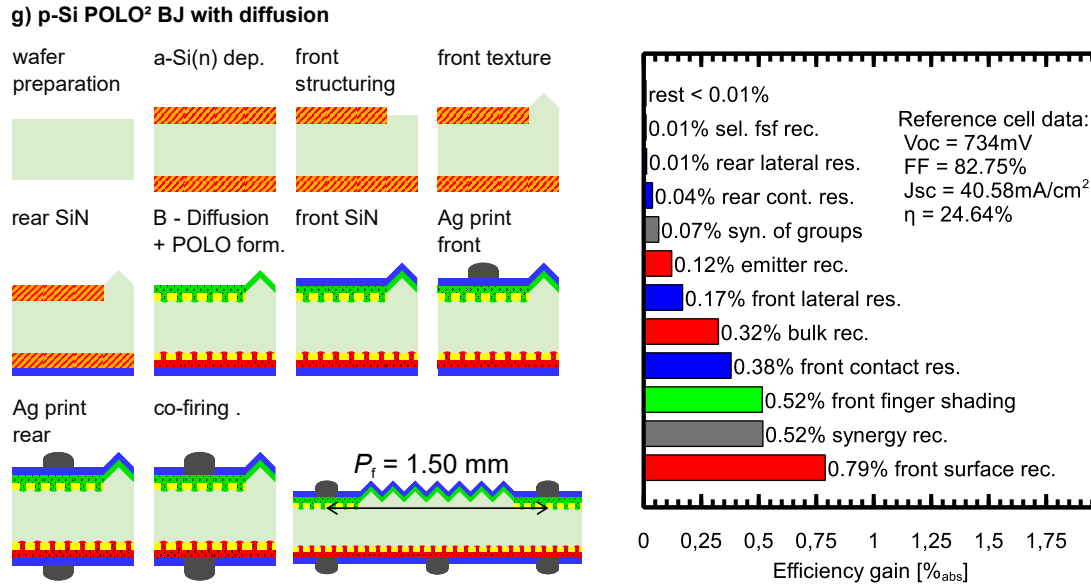 g) p-Si POLO² BJ with diffusion
wafer
preparation
a-Si(n) dep.
front
structuring
front texture
rear SiN
B - Diffusion
+ POLO form.
front SiN
Ag print
front
Ag print
rear
co-firing .
Pf = 1.50 mm
rest < 0.01%
0.01% sel. fsf rec.
0.01% rear lateral res.
0.04% rear cont. res.
0.07% syn. of groups
0.12% emitter rec.
0.17% front lateral res.
0.32% bulk rec.
0.38% front contact res.
0.52% front finger shading
0.52% synergy rec.
0.79% front surface rec.
Reference cell data:
Voc = 734mV
FF = 82.75%
Jsc = 40.58mA/cm²
η = 24.64%
0 0,25 0,5 0,75 1 1,25 1,5 1,75
Efficiency gain [%abs]